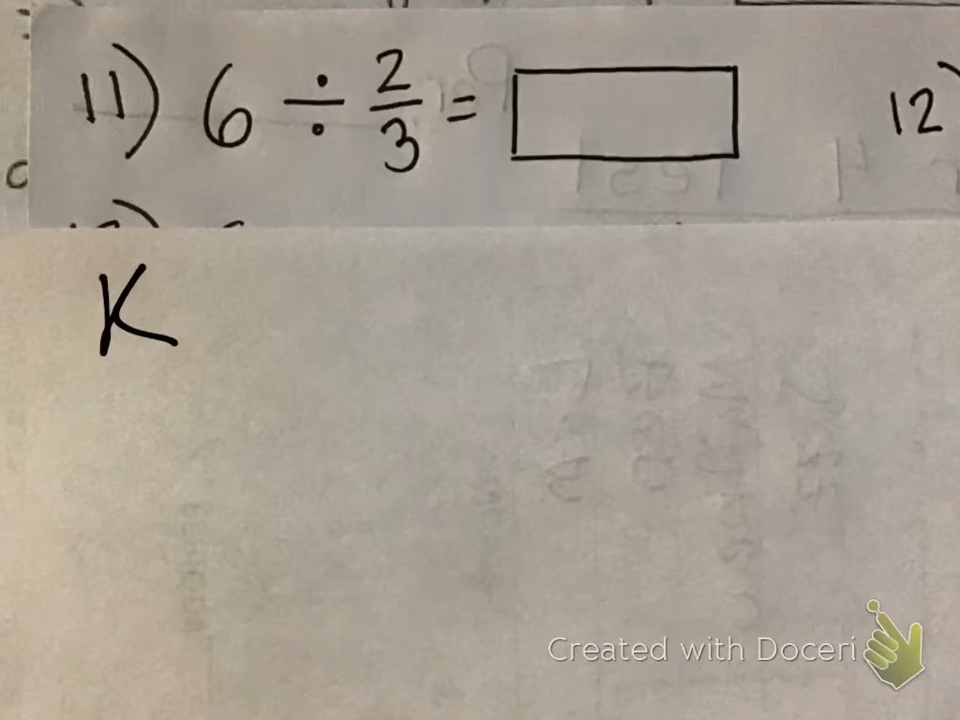 11) 6 ÷ 2/3 = 12)
K
Created with Doceri